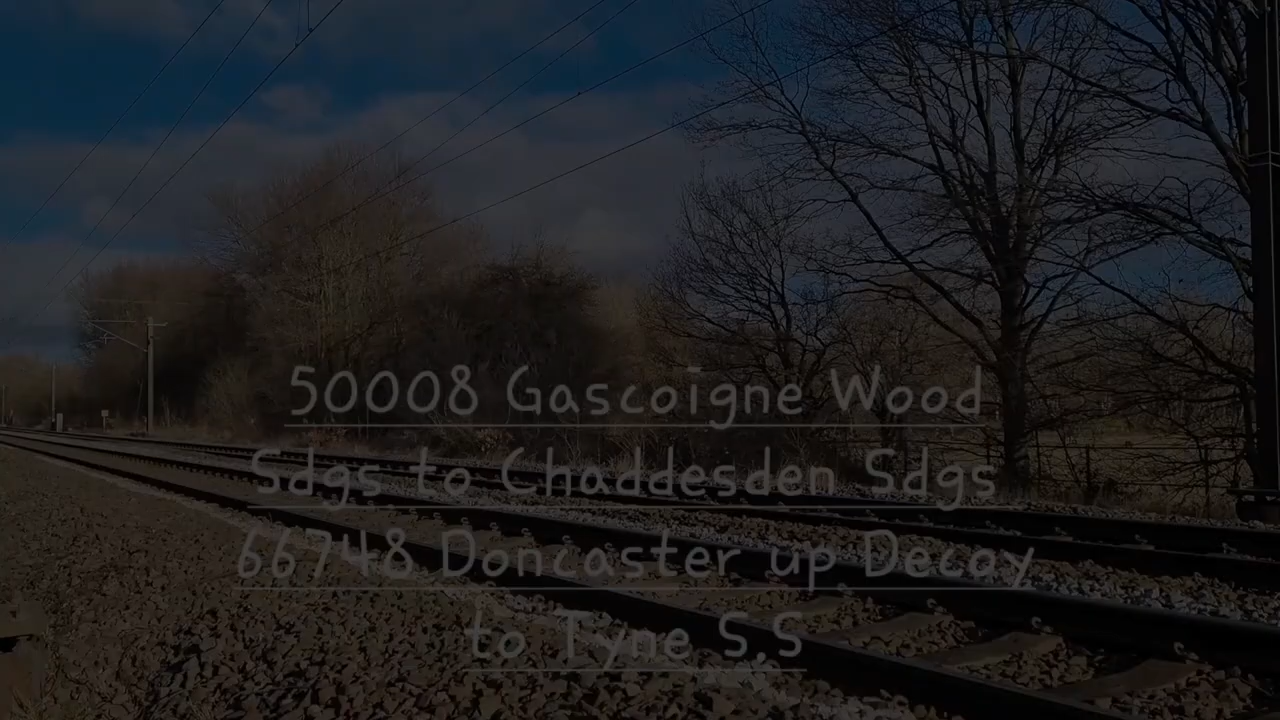 50008 Gascoigne Wood
Sdgs to Chaddesden Sdgs
66748 Doncaster up Decoy
to Tyne S.S